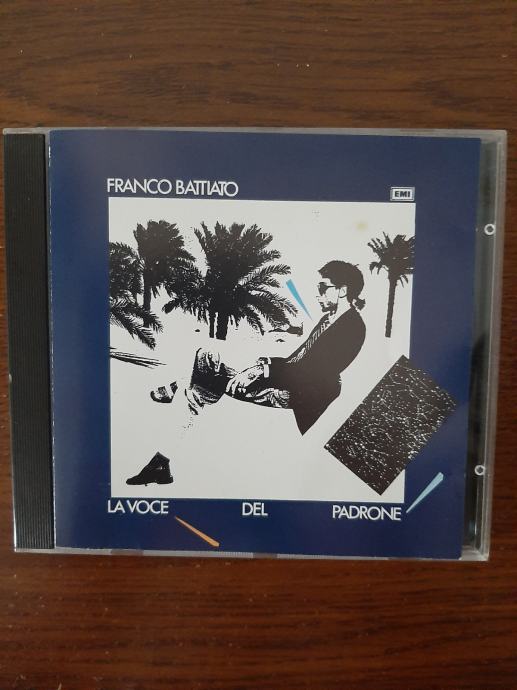 FRANCO BATTIATO
EMI
LA VOCE DEL PADRONE